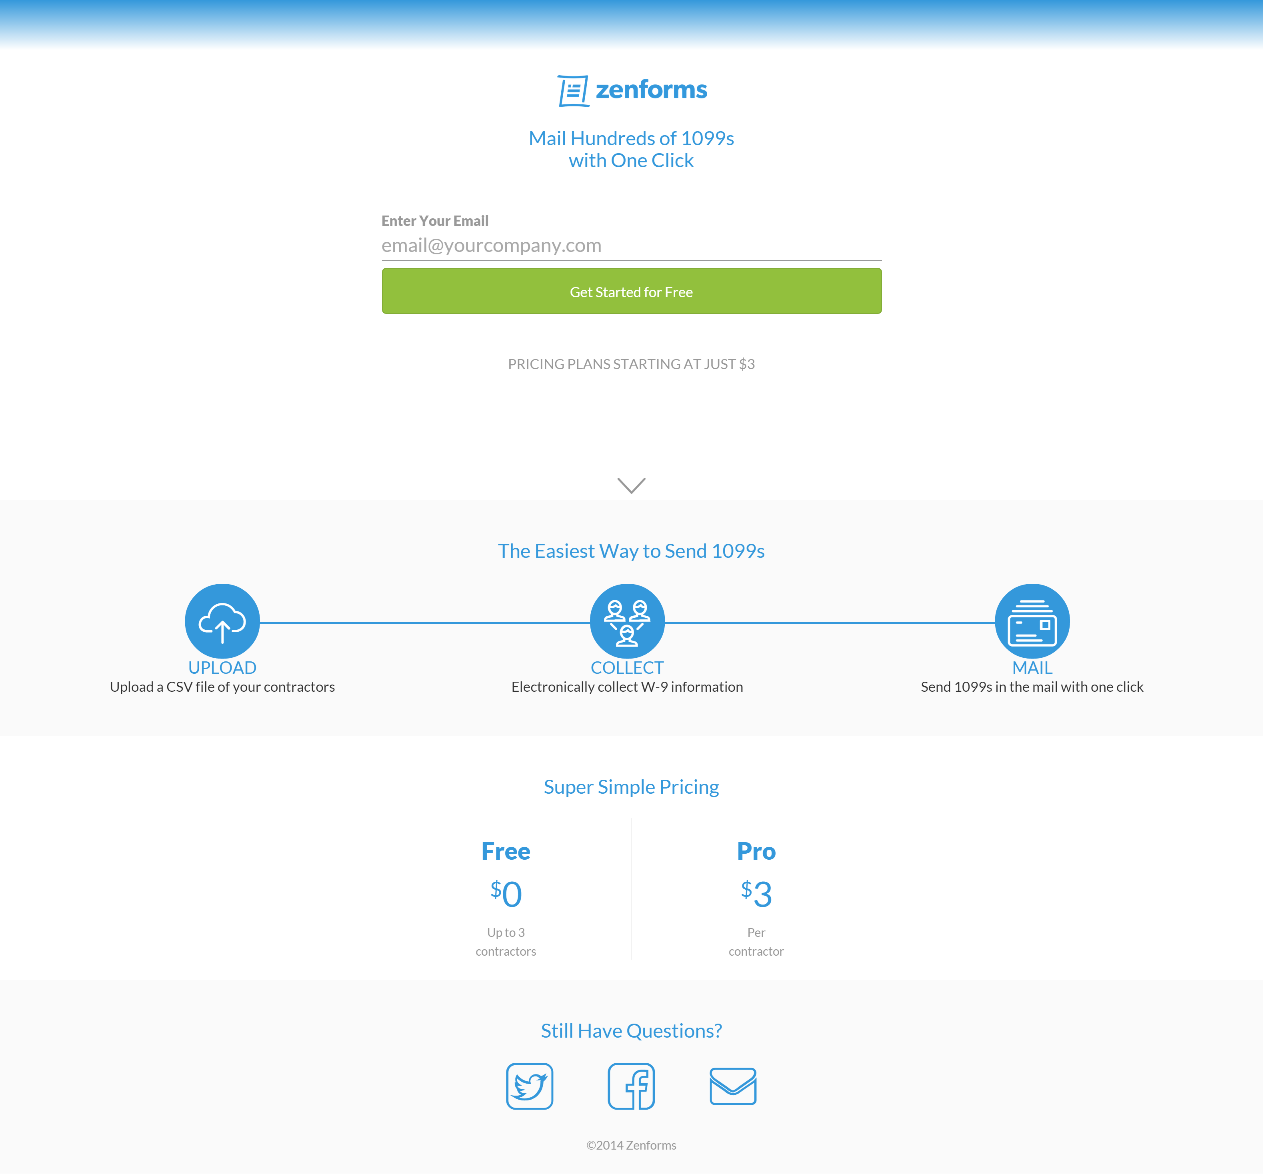 zenforms
Mail Hundreds of 1099s
with One Click
Enter Your Email
email@yourcompany.com
Get Started for Free
PRICING PLANS STARTING AT JUST $3
The Easiest Way to Send 1099s
UPLOAD
Upload a CSV file of your contractors
COLLECT
Electronically collect W-9 information
MAIL
Send 1099s in the mail with one click
Super Simple Pricing
Free
$0
Up to 3
contractors
Pro
$3
Per
contractor
Still Have Questions?
©2014 Zenforms